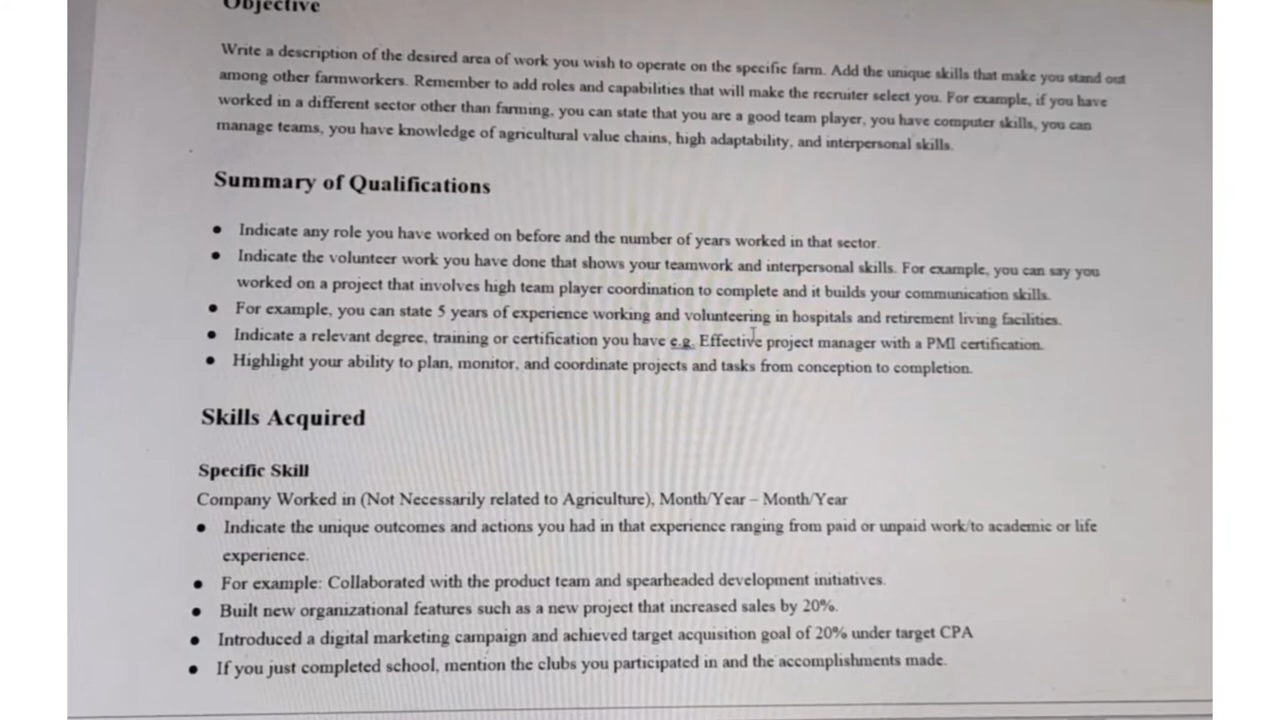 Objective
Write a description of the desired area of work you wish to operate on the specific farm. Add the unique skills that make you stand out
among other farmworkers. Remember to add roles and capabilities that will make the recruiter select you. For example, if you have
worked in a different sector other than farming, you can state that you are a good team player, you have computer skills, you can
manage teams, you have knowledge of agricultural value chains, high adaptability, and interpersonal skills.
Summary of Qualifications
● Indicate any role you have worked on before and the number of years worked in that sector.
● Indicate the volunteer work you have done that shows your teamwork and interpersonal skills. For example, you can say you
worked on a project that involves high team player coordination to complete and it builds your communication skills.
● For example, you can state 5 years of experience working and volunteering in hospitals and retirement living facilities.
● Indicate a relevant degree, training or certification you have e.g. Effective project manager with a PMI certification.
● Highlight your ability to plan, monitor, and coordinate projects and tasks from conception to completion.
Skills Acquired
Specific Skill
Company Worked in (Not Necessarily related to Agriculture), Month/Year – Month/Year
● Indicate the unique outcomes and actions you had in that experience ranging from paid or unpaid work/to academic or life
experience.
● For example: Collaborated with the product team and spearheaded development initiatives.
● Built new organizational features such as a new project that increased sales by 20%.
● Introduced a digital marketing campaign and achieved target acquisition goal of 20% under target CPA
● If you just completed school, mention the clubs you participated in and the accomplishments made.